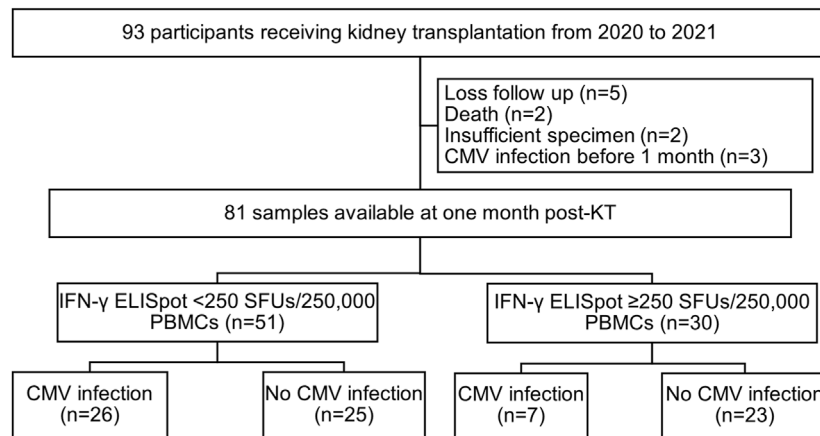 93 participants receiving kidney transplantation from 2020 to 2021
Loss follow up (n=5)
Death (n=2)
Insufficient specimen (n=2)
CMV infection before 1 month (n=3)
81 samples available at one month post-KT
IFN-γ ELISpot <250 SFUs/250,000
PBMCs (n=51)
IFN-γ ELISpot ≥250 SFUs/250,000
PBMCs (n=30)
CMV infection
(n=26)
No CMV infection
(n=25)
CMV infection
(n=7)
No CMV infection
(n=23)